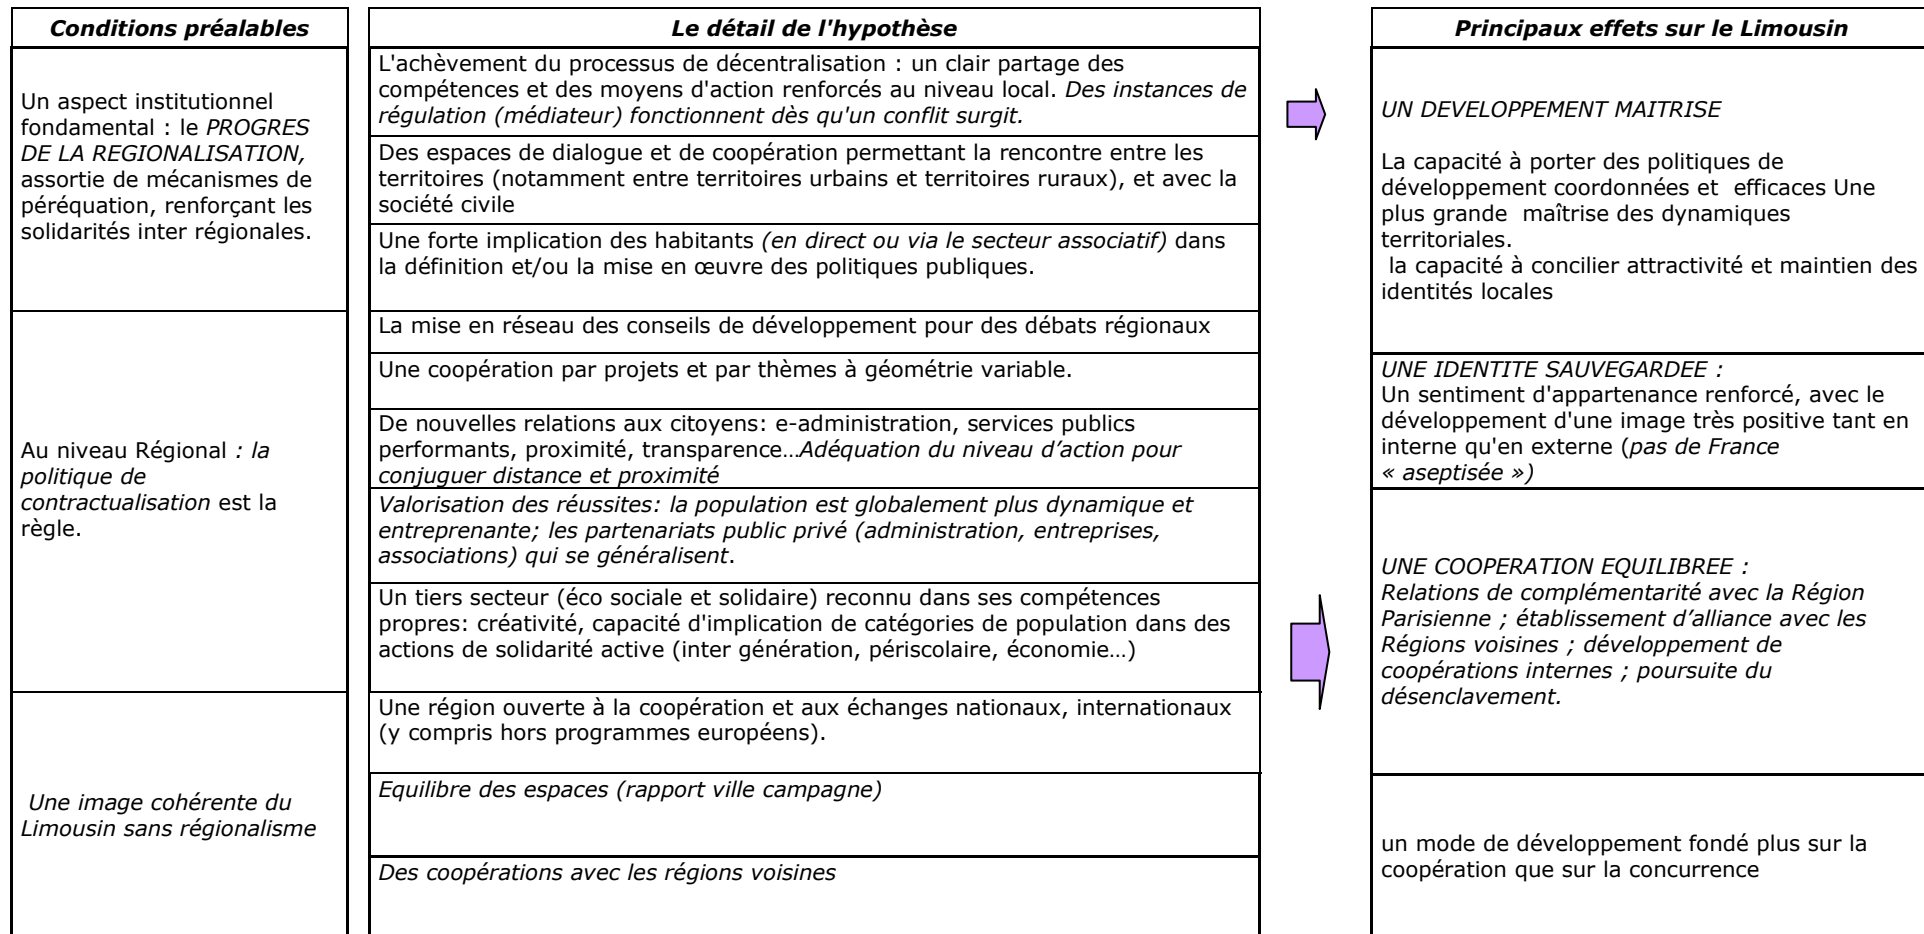 Conditions préalables
Un aspect institutionnel
fondamental : le PROGRES
DE LA REGIONALISATION,
assortie de mécanismes de
péréquation, renforçant les
solidarités inter régionales.
Au niveau Régional : la
politique de
contractualisation est la
règle.
Une image cohérente du
Limousin sans régionalisme
Le détail de l'hypothèse
L'achèvement du processus de décentralisation : un clair partage des
compétences et des moyens d'action renforcés au niveau local. Des instances de
régulation (médiateur) fonctionnent dès qu'un conflit surgit.
Des espaces de dialogue et de coopération permettant la rencontre entre les
territoires (notamment entre territoires urbains et territoires ruraux), et avec la
société civile
Une forte implication des habitants (en direct ou via le secteur associatif) dans
la définition et/ou la mise en œuvre des politiques publiques.
La mise en réseau des conseils de développement pour des débats régionaux
Une coopération par projets et par thèmes à géométrie variable.
De nouvelles relations aux citoyens: e-administration, services publics
performants, proximité, transparence…Adéquation du niveau d’action pour
conjuguer distance et proximité
Valorisation des réussites: la population est globalement plus dynamique et
entreprenante; les partenariats public privé (administration, entreprises,
associations) qui se généralisent.
Un tiers secteur (éco sociale et solidaire) reconnu dans ses compétences
propres: créativité, capacité d'implication de catégories de population dans des
actions de solidarité active (inter génération, périscolaire, économie…)
Une région ouverte à la coopération et aux échanges nationaux, internationaux
(y compris hors programmes européens).
Equilibre des espaces (rapport ville campagne)
Des coopérations avec les régions voisines
Principaux effets sur le Limousin
UN DEVELOPPEMENT MAITRISE
La capacité à porter des politiques de
développement coordonnées et efficaces Une
plus grande maîtrise des dynamiques
territoriales.
la capacité à concilier attractivité et maintien des
identités locales
UNE IDENTITE SAUVEGARDEE :
Un sentiment d'appartenance renforcé, avec le
développement d'une image très positive tant en
interne qu'en externe (pas de France
« aseptisée »)
UNE COOPERATION EQUILIBREE :
Relations de complémentarité avec la Région
Parisienne ; établissement d’alliance avec les
Régions voisines ; développement de
coopérations internes ; poursuite du
désenclavement.
un mode de développement fondé plus sur la
coopération que sur la concurrence